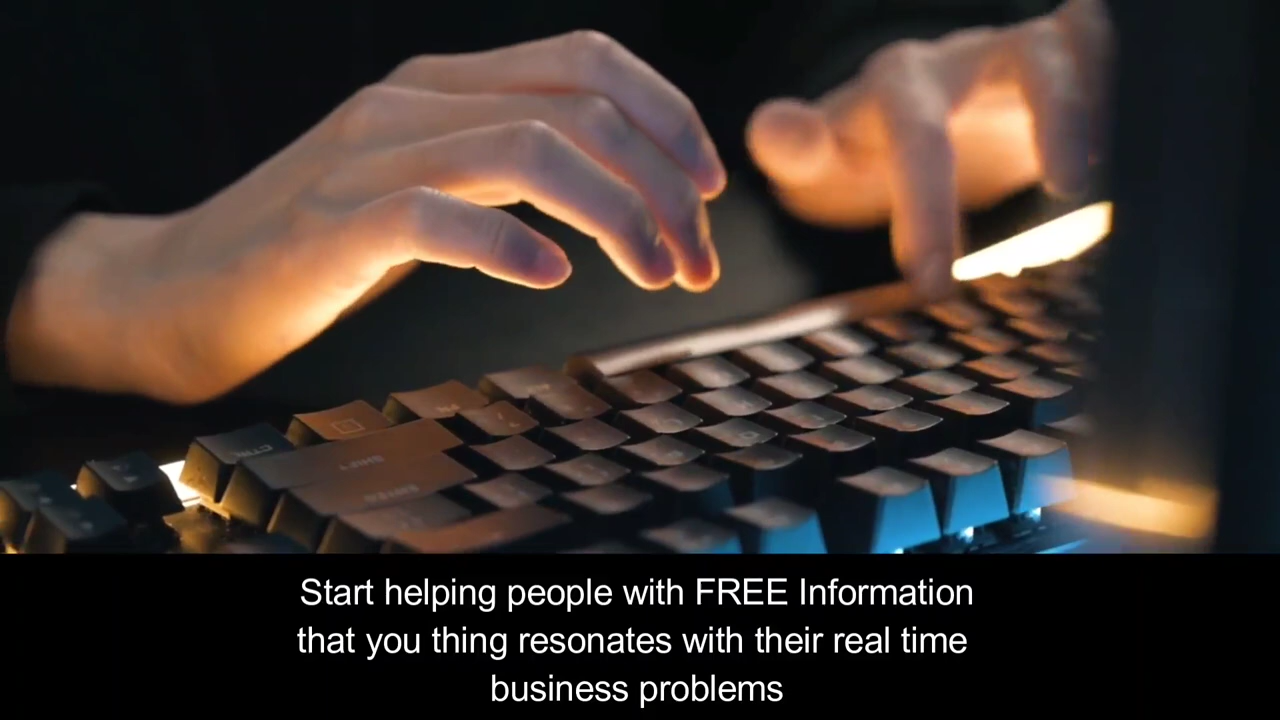 Start helping people with FREE Information
that you thing resonates with their real time
business problems